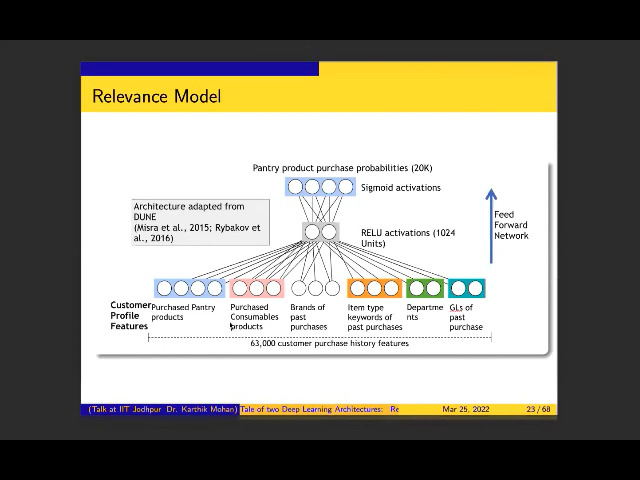 Relevance Model
Pantry product purchase probabilities (20K)
Sigmoid activations
Architecture adapted from
DUNE
(Misra et al., 2015; Rybakov et
al., 2016)
RELU activations (1024
Units)
Feed
Forward
Network
Customer
Profile
Features
Purchased Pantry
products
Purchased
Consumables
products
Brands of
past
purchases
Item type
keywords of
past purchases
Departme
nts
GLs of
past
purchase
63,000 customer purchase history features
(Talk at IIT Jodhpur Dr. Karthik Mohan) Tale of two Deep Learning Architectures: Re Mar 25, 2022 23 / 68